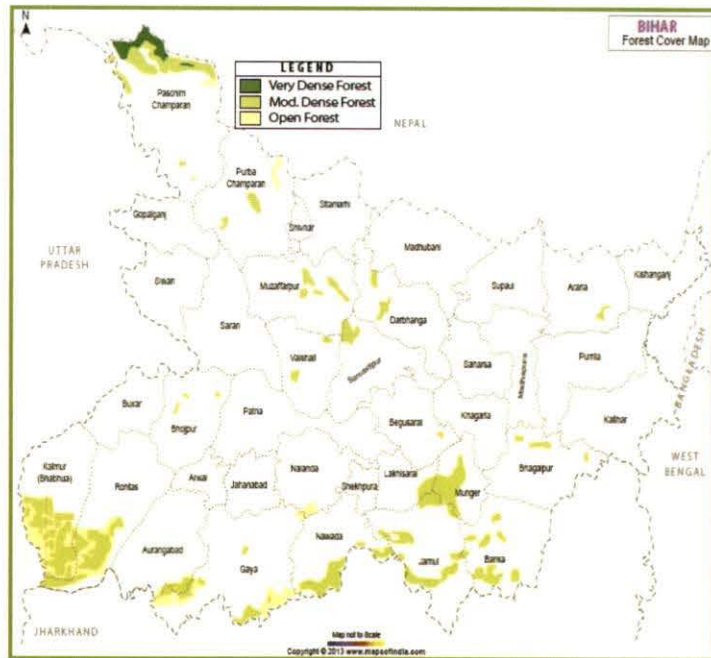 N
BIHAR
Forest Cover Map
LEGEND
Very Dense Forest
Mod. Dense Forest
Open Forest
NEPAL
Paschim
Champaran
Purba
Champaran
Sitamarhi
Shivhar
Gopalganj
Madhubani
UTTAR
PRADESH
Siwan
Muzaffarpur
Supaul
Araria
Kishanganj
Saran
Darbhanga
Vaishali
Samastipur
Saharsa
Madhepura
Purnia
BANGLADESH
Buxar
Bhojpur
Patna
Begusarai
Khagaria
Katihar
WEST
BENGAL
Kaimur
(Bhabhua)
Rohtas
Arwal
Jahanabad
Nalanda
Shekhpura
Lakhisarai
Munger
Bhagalpur
Aurangabad
Gaya
Nawada
Jamui
Banka
JHARKHAND
Map not to Scale
Copyright © 2013 www.mapsofindia.com